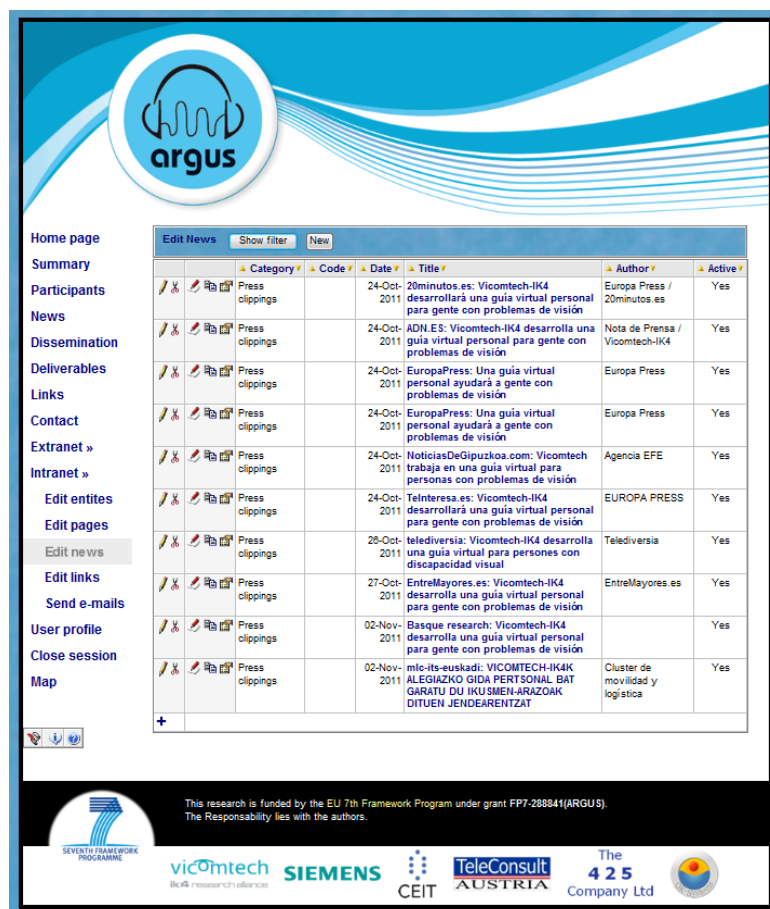 argus
Home page
Summary
Participants
News
Dissemination
Deliverables
Links
Contact
Extranet »
Intranet »
Edit entites
Edit pages
Edit news
Edit links
Send e-mails
User profile
Close session
Map
Edit News Show filter New
Category Code Date Title Author Active
Press 24-Oct- 20minutos.es: Vicomtech-IK4 Europa Press / Yes
clippings 2011 desarrollará una guía virtual personal 20minutos.es
para gente con problemas de visión
Press 24-Oct- ADN.ES: Vicomtech-IK4 desarrolla una Nota de Prensa / Yes
clippings 2011 guía virtual personal para gente con Vicomtech-IK4
problemas de visión
Press 24-Oct- EuropaPress: Una guía virtual Europa Press Yes
clippings 2011 personal ayudará a gente con
problemas de visión
Press 24-Oct- EuropaPress: Una guía virtual Europa Press Yes
clippings 2011 personal ayudará a gente con
problemas de visión
Press 24-Oct- NoticiasDeGipuzkoa.com: Vicomtech Agencia EFE Yes
clippings 2011 trabaja en una guía virtual para
personas con problemas de visión
Press 24-Oct- TeInteresa.es: Vicomtech-IK4 EUROPA PRESS Yes
clippings 2011 desarrollará una guía virtual personal
para gente con problemas de visión
Press 26-Oct- telediversia: Vicomtech-IK4 desarrolla Telediversia Yes
clippings 2011 una guía virtual para persones con
discapacidad visual
Press 27-Oct- EntreMayores.es: Vicomtech-IK4 EntreMayores.es Yes
clippings 2011 desarrolla una guía virtual personal
para gente con problemas de visión
Press 02-Nov- Basque research: Vicomtech-IK4 Yes
clippings 2011 desarrolla una guía virtual personal
para gente con problemas de visión
Press 02-Nov- mlc-its-euskadi: VICOMTECH-IK4K Cluster de Yes
clippings 2011 ALEGIAZKO GIDA PERTSONAL BAT movilidad y
GARATU DU IKUSMEN-ARAZOAK logística
DITUEN JENDEARENTZAT
+
This research is funded by the EU 7th Framework Program under grant FP7-288841(ARGUS).
The Responsability lies with the authors.
SEVENTH FRAMEWORK
PROGRAMME
vicomtech
ik4 research alliance
SIEMENS
CEIT
TeleConsult
AUSTRIA
The
4 2 5
Company Ltd